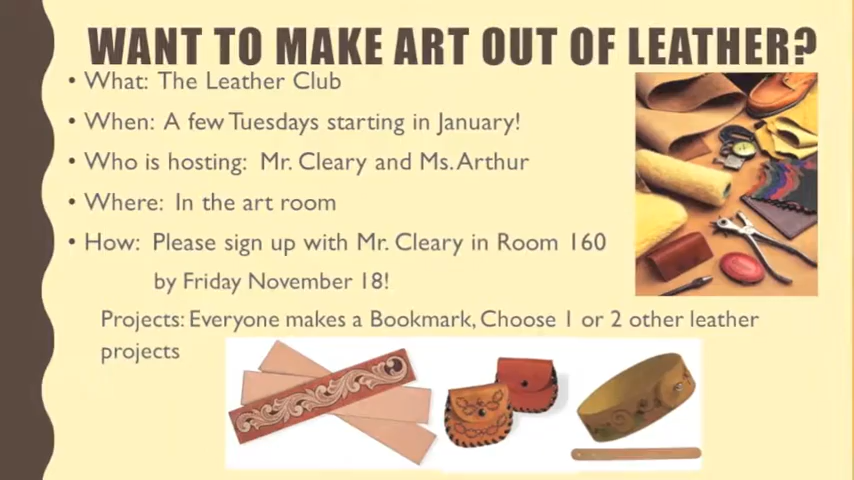 WANT TO MAKE ART OUT OF LEATHER?
• What: The Leather Club
• When: A few Tuesdays starting in January!
• Who is hosting: Mr. Cleary and Ms. Arthur
• Where: In the art room
• How: Please sign up with Mr. Cleary in Room 160
by Friday November 18!
Projects: Everyone makes a Bookmark, Choose 1 or 2 other leather
projects